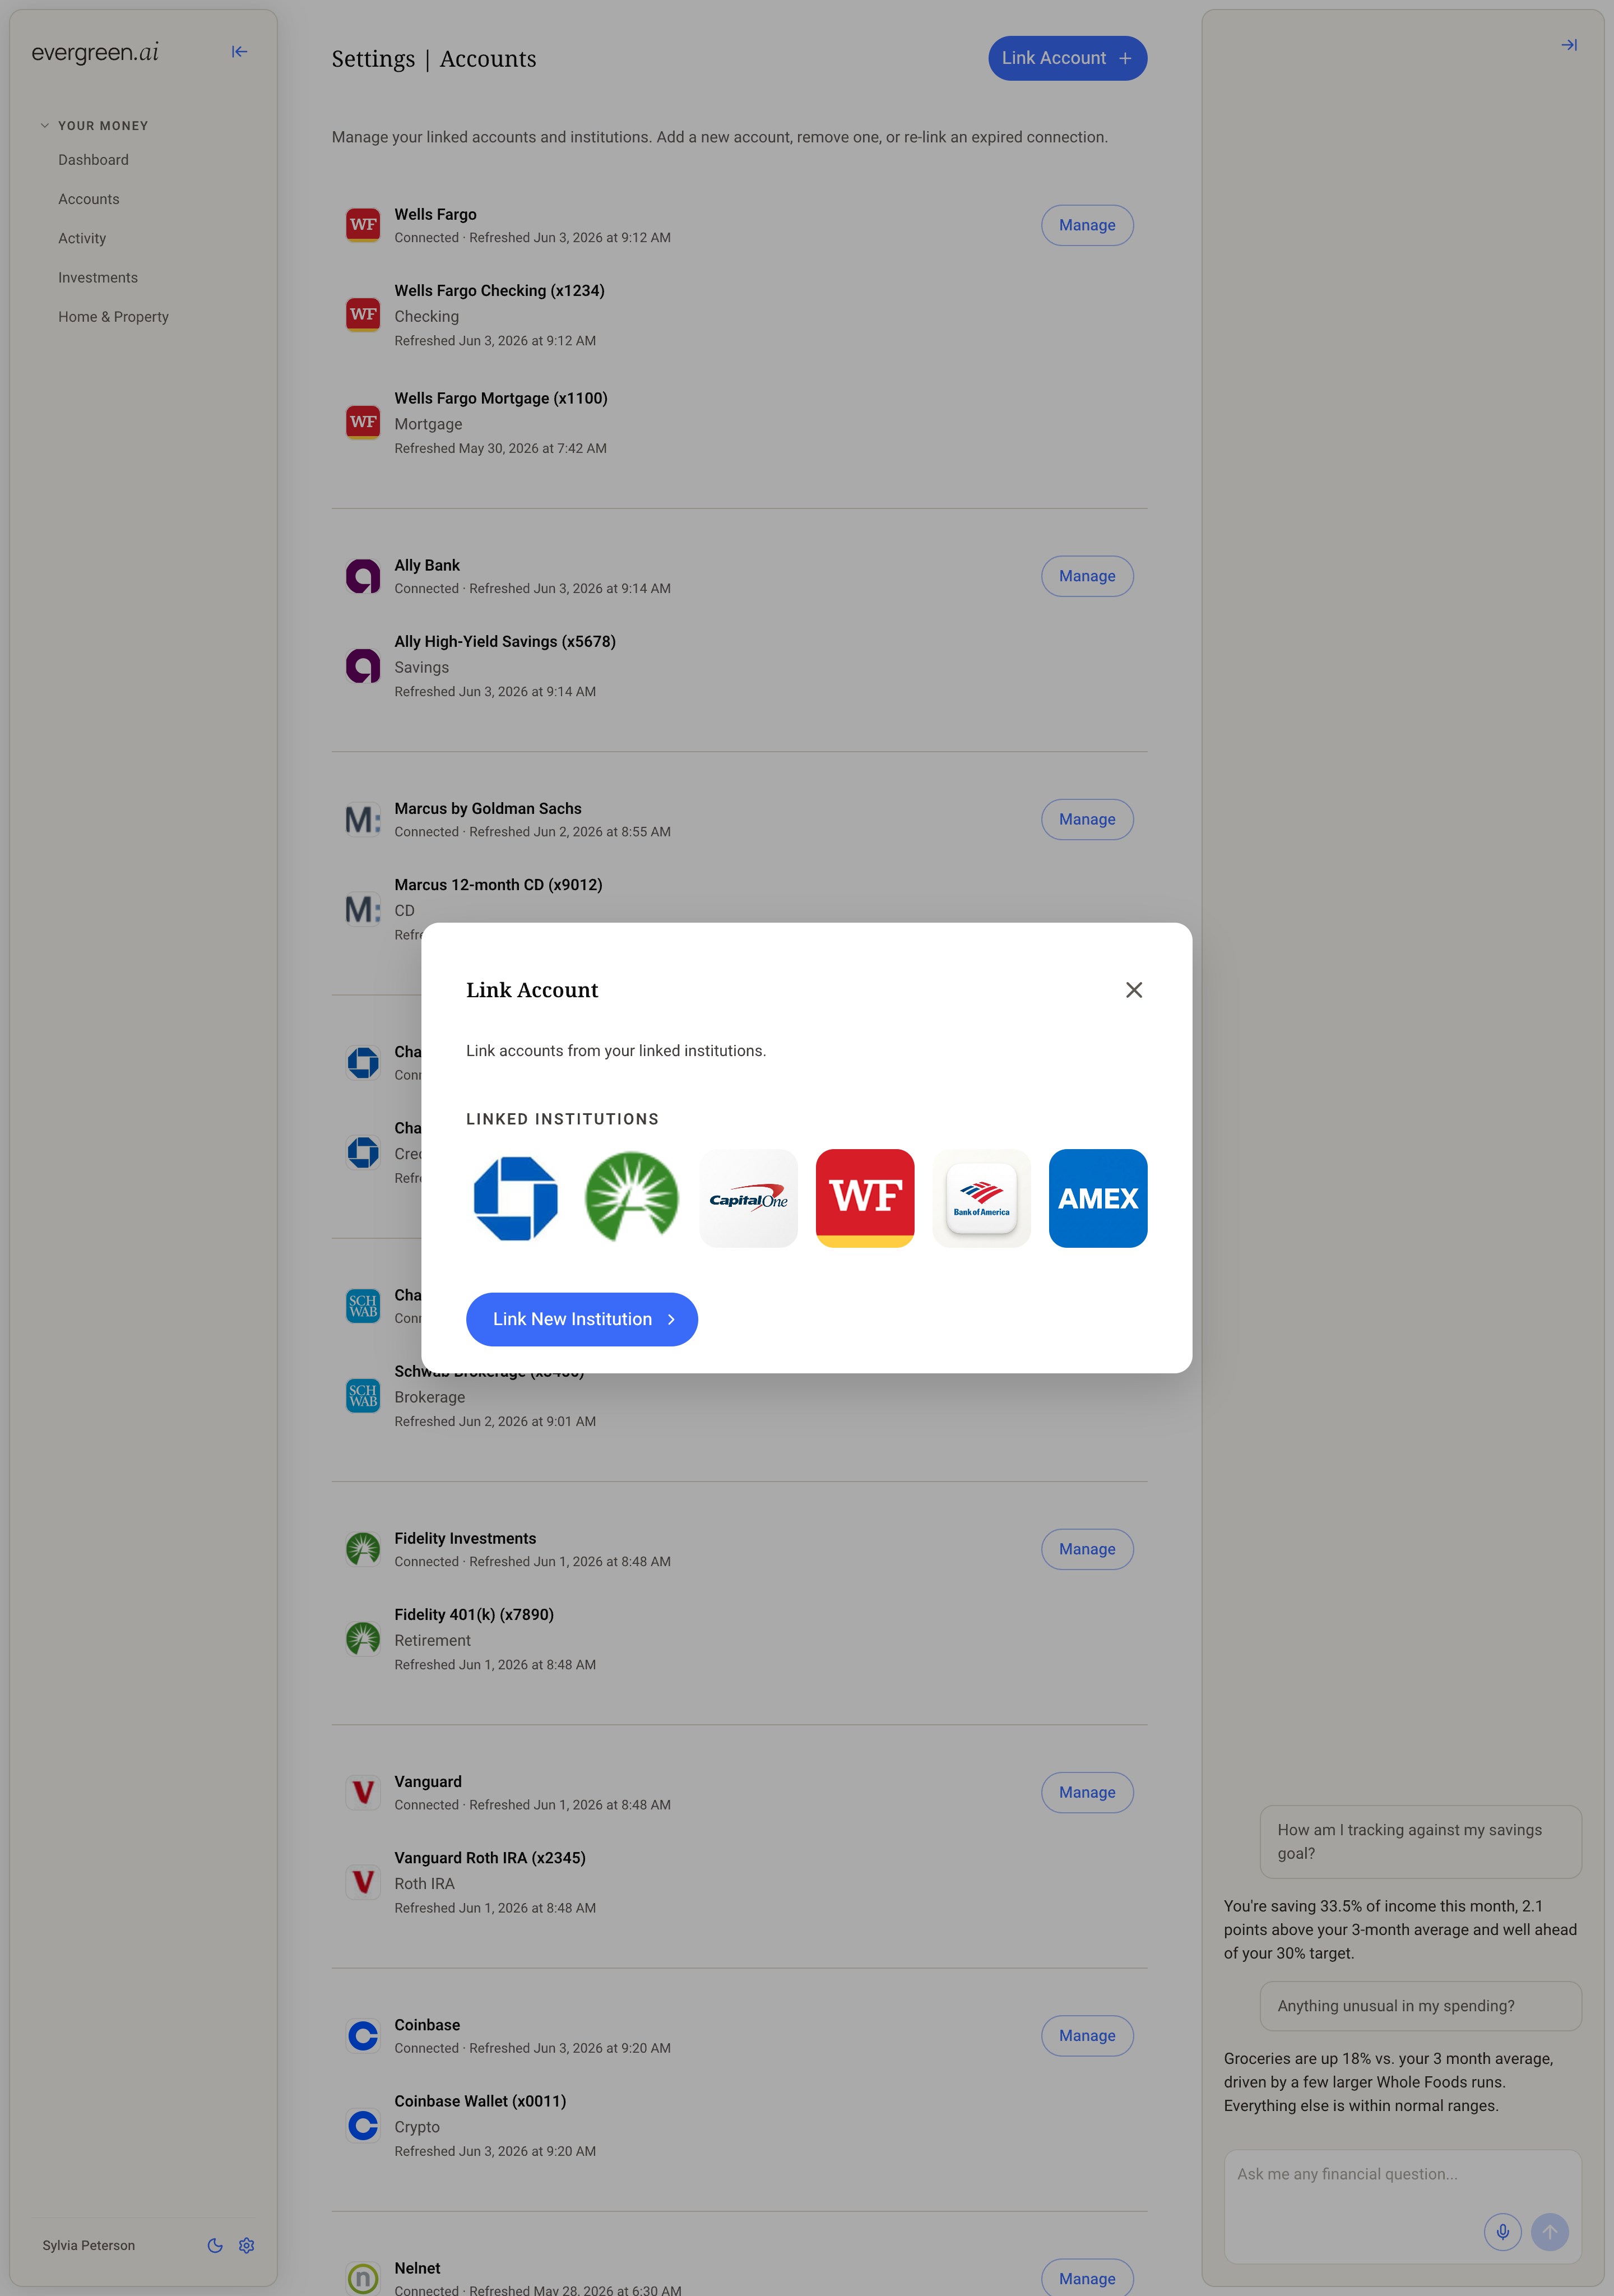 evergreen.ai
YOUR MONEY
Dashboard
Accounts
Activity
Investments
Home & Property
Sylvia Peterson
Settings | Accounts
Link Account
Manage your linked accounts and institutions. Add a new account, remove one, or re-link an expired connection.
WF
Wells Fargo
Connected · Refreshed Jun 3, 2026 at 9:12 AM
Manage
WF
Wells Fargo Checking (x1234)
Checking
Refreshed Jun 3, 2026 at 9:12 AM
WF
Wells Fargo Mortgage (x1100)
Mortgage
Refreshed May 30, 2026 at 7:42 AM
Ally Bank
Connected · Refreshed Jun 3, 2026 at 9:14 AM
Manage
Ally High-Yield Savings (x5678)
Savings
Refreshed Jun 3, 2026 at 9:14 AM
M:
Marcus by Goldman Sachs
Connected · Refreshed Jun 2, 2026 at 8:55 AM
Manage
M:
Marcus 12-month CD (x9012)
CD
Link Account
Link accounts from your linked institutions.
LINKED INSTITUTIONS
Capital One
WF
Bank of America
AMEX
Link New Institution
SCHWAB
SCHWAB
Schwab Brokerage
Brokerage
Refreshed Jun 2, 2026 at 9:01 AM
Fidelity Investments
Connected · Refreshed Jun 1, 2026 at 8:48 AM
Manage
Fidelity 401(k) (x7890)
Retirement
Refreshed Jun 1, 2026 at 8:48 AM
V
Vanguard
Connected · Refreshed Jun 1, 2026 at 8:48 AM
Manage
V
Vanguard Roth IRA (x2345)
Roth IRA
Refreshed Jun 1, 2026 at 8:48 AM
Coinbase
Connected · Refreshed Jun 3, 2026 at 9:20 AM
Manage
Coinbase Wallet (x0011)
Crypto
Refreshed Jun 3, 2026 at 9:20 AM
n
Nelnet
Connected · Refreshed May 28, 2026 at 6:30 AM
Manage
How am I tracking against my savings
goal?
You're saving 33.5% of income this month, 2.1
points above your 3-month average and well ahead
of your 30% target.
Anything unusual in my spending?
Groceries are up 18% vs. your 3 month average,
driven by a few larger Whole Foods runs.
Everything else is within normal ranges.
Ask me any financial question...